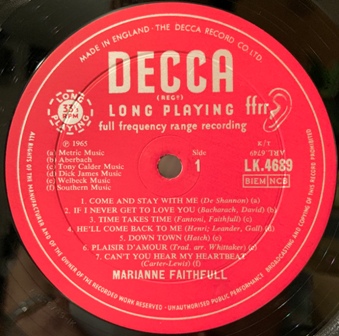 MADE IN ENGLAND · THE DECCA RECORD CO LTD
DECCA
(REGD)
LONG PLAYING ffrr
full frequency range recording
LONG PLAYING
33⅓
RPM
℗ 1965
(a) Metric Music
(b) Aberbach
(c) Tony Calder Music
(d) Dick James Music
(e) Welbeck Music
(f) Southern Music
Side
1
K/T
ARL 6749
LK.4689
BIEM NCB
1. COME AND STAY WITH ME (De Shannon) (a)
2. IF I NEVER GET TO LOVE YOU (Bacharach, David) (b)
3. TIME TAKES TIME (Fantoni, Faithfull) (c)
4. HE'LL COME BACK TO ME (Henri; Leander, Goll) (d)
5. DOWN TOWN (Hatch) (e)
6. PLAISIR D'AMOUR (Trad. arr. Whittaker) (c)
7. CAN'T YOU HEAR MY HEARTBEAT
(Carter-Lewis) (f)
MARIANNE FAITHFULL
ALL RIGHTS OF THE MANUFACTURER AND OF THE OWNER OF THE RECORDED WORK RESERVED · UNAUTHORISED PUBLIC PERFORMANCE BROADCASTING AND COPYING OF THIS RECORD PROHIBITED